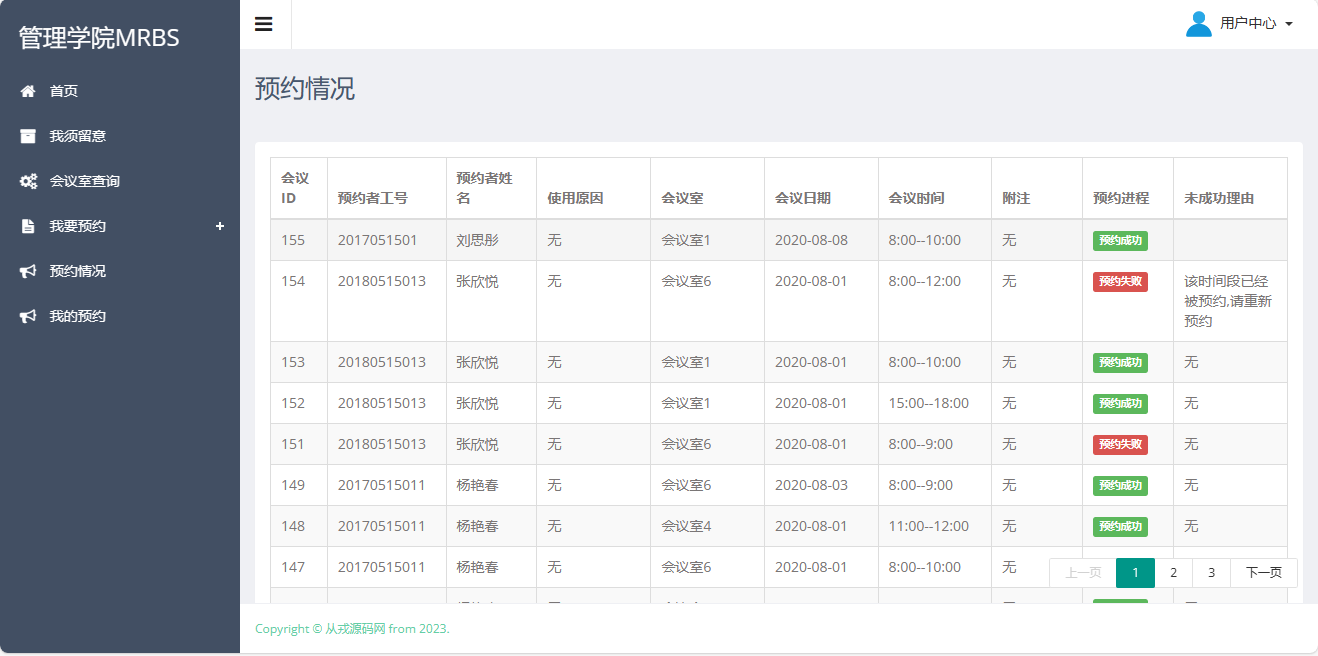 管理学院MRBS
用户中心
首页
我须留意
会议室查询
我要预约
预约情况
我的预约
预约情况
会议ID 预约者工号 预约者姓名 使用原因 会议室 会议日期 会议时间 附注 预约进程 未成功理由
155 2017051501 刘思彤 无 会议室1 2020-08-08 8:00--10:00 无 预约成功
154 20180515013 张欣悦 无 会议室6 2020-08-01 8:00--12:00 无 预约失败 该时间段已经
被预约,请重新
预约
153 20180515013 张欣悦 无 会议室1 2020-08-01 8:00--10:00 无 预约成功 无
152 20180515013 张欣悦 无 会议室1 2020-08-01 15:00--18:00 无 预约成功 无
151 20180515013 张欣悦 无 会议室6 2020-08-01 8:00--9:00 无 预约失败 无
149 20170515011 杨艳春 无 会议室6 2020-08-03 8:00--9:00 无 预约成功 无
148 20170515011 杨艳春 无 会议室4 2020-08-01 11:00--12:00 无 预约成功 无
147 20170515011 杨艳春 无 会议室6 2020-08-01 8:00--10:00 无
上一页 1 2 3 下一页
Copyright © 从戎源码网 from 2023.